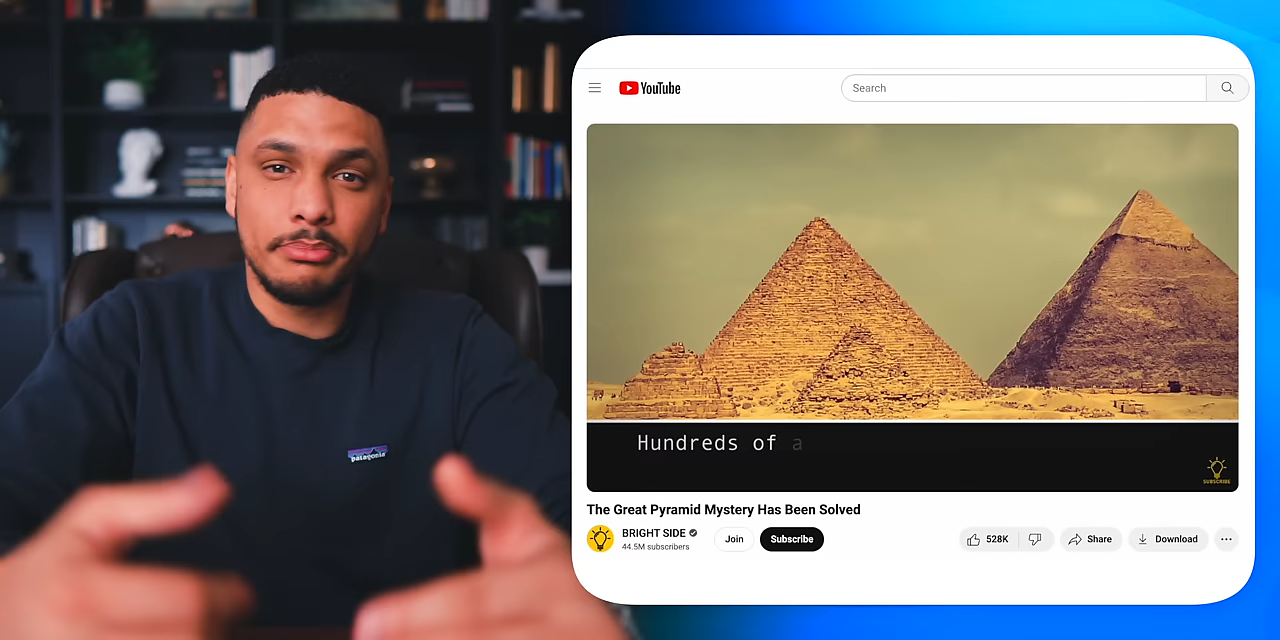 patagonia
YouTube
Search
Hundreds of a
SUBSCRIBE
The Great Pyramid Mystery Has Been Solved
BRIGHT SIDE
44.5M subscribers
Join
Subscribe
528K
Share
Download